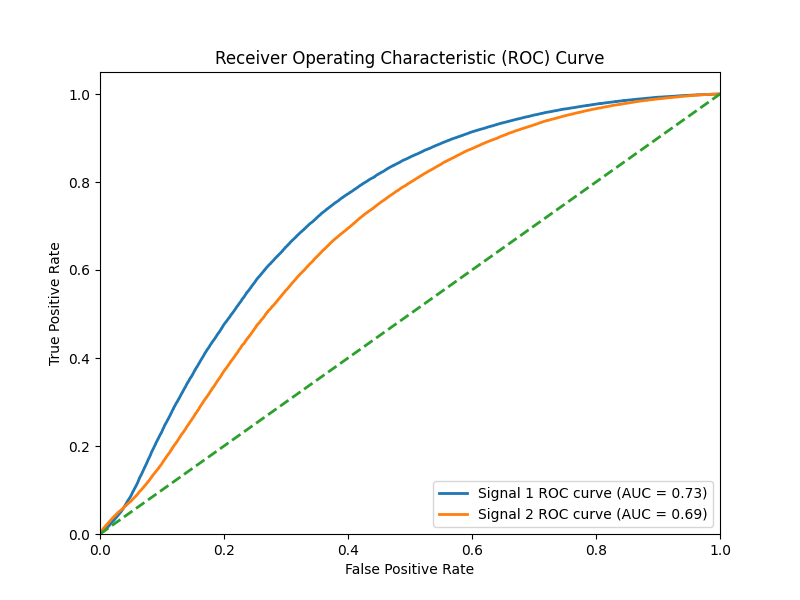 Receiver Operating Characteristic (ROC) Curve
1.0
0.8
0.6
0.4
0.2
0.0
True Positive Rate
Signal 1 ROC curve (AUC = 0.73)
Signal 2 ROC curve (AUC = 0.69)
0.0 0.2 0.4 0.6 0.8 1.0
False Positive Rate